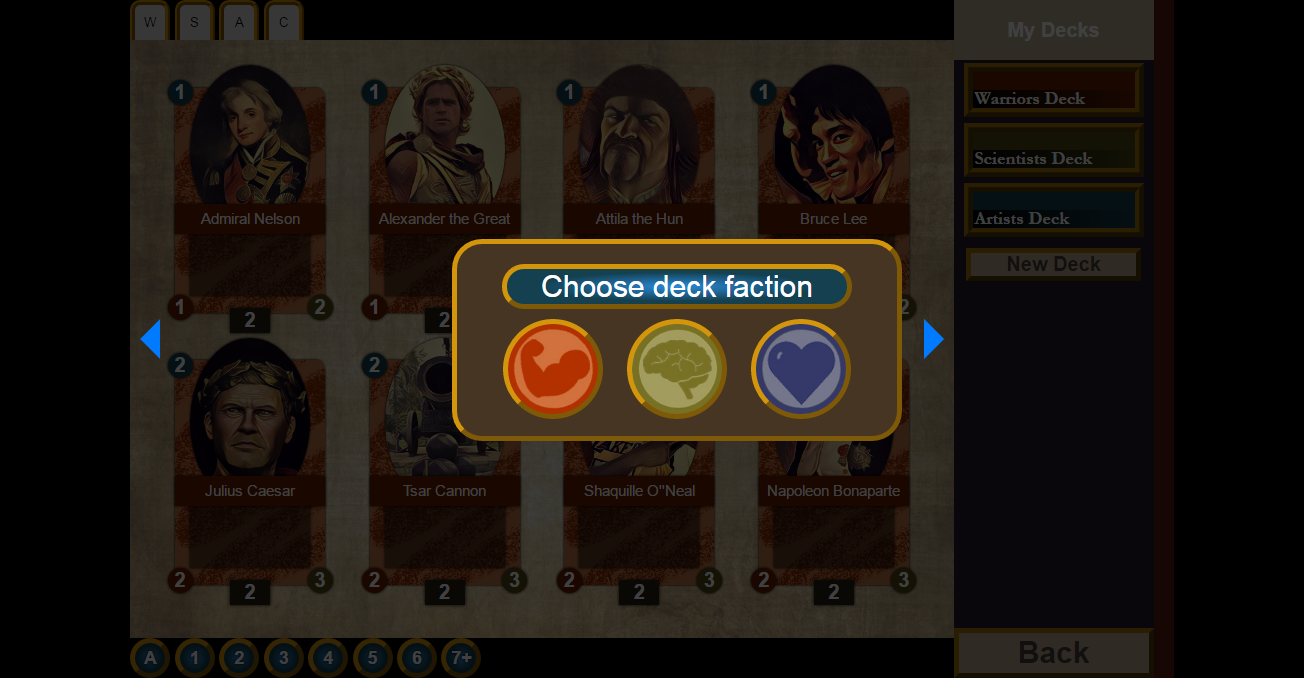 W S A C
My Decks
1 1 1 1
Warriors Deck
Scientists Deck
Artists Deck
New Deck
Admiral Nelson
Alexander the Great
Attila the Hun
Bruce Lee
1 2 2
1 2
2
Choose deck faction
2 2
Julius Caesar
Tsar Cannon
Shaquille O"Neal
Napoleon Bonaparte
2 2 3
2 2 3
2 2 3
2 2 3
A 1 2 3 4 5 6 7+
Back